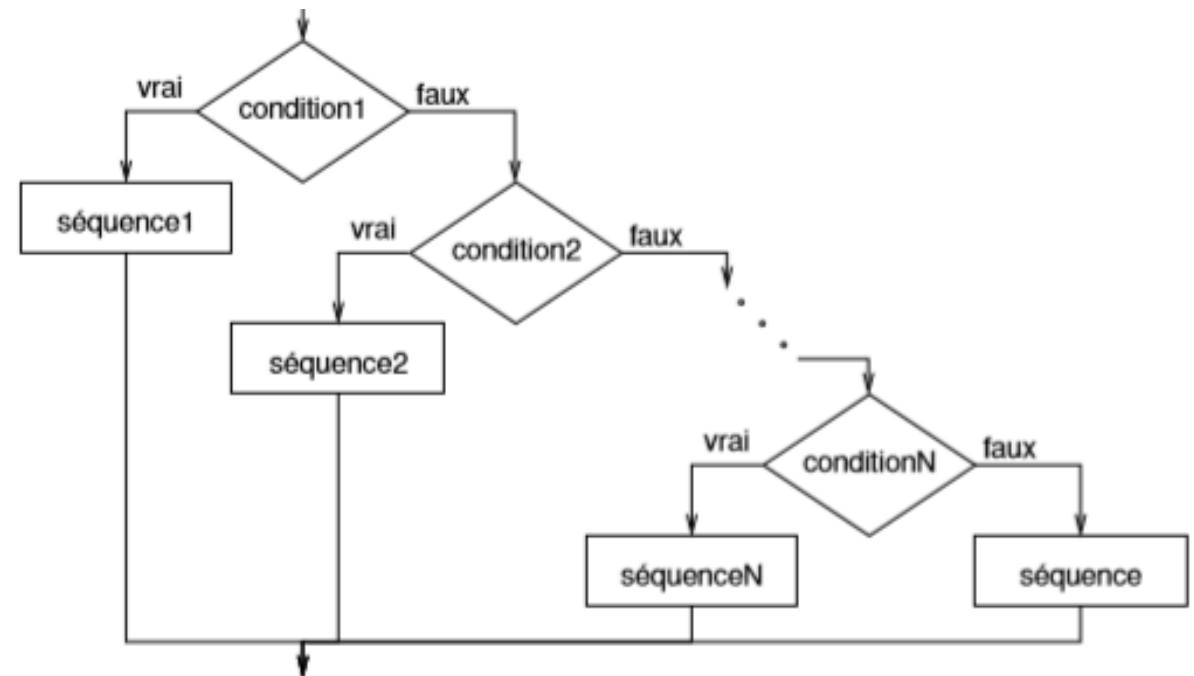 vrai
condition1
faux
séquence1
vrai
condition2
faux
séquence2
vrai
conditionN
faux
séquenceN
séquence